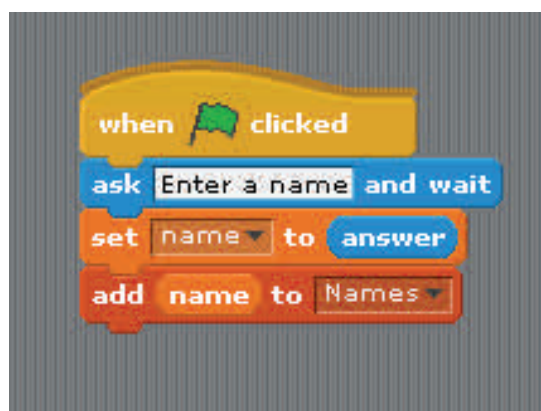 when clicked
ask Enter a name and wait
set name to answer
add name to Names